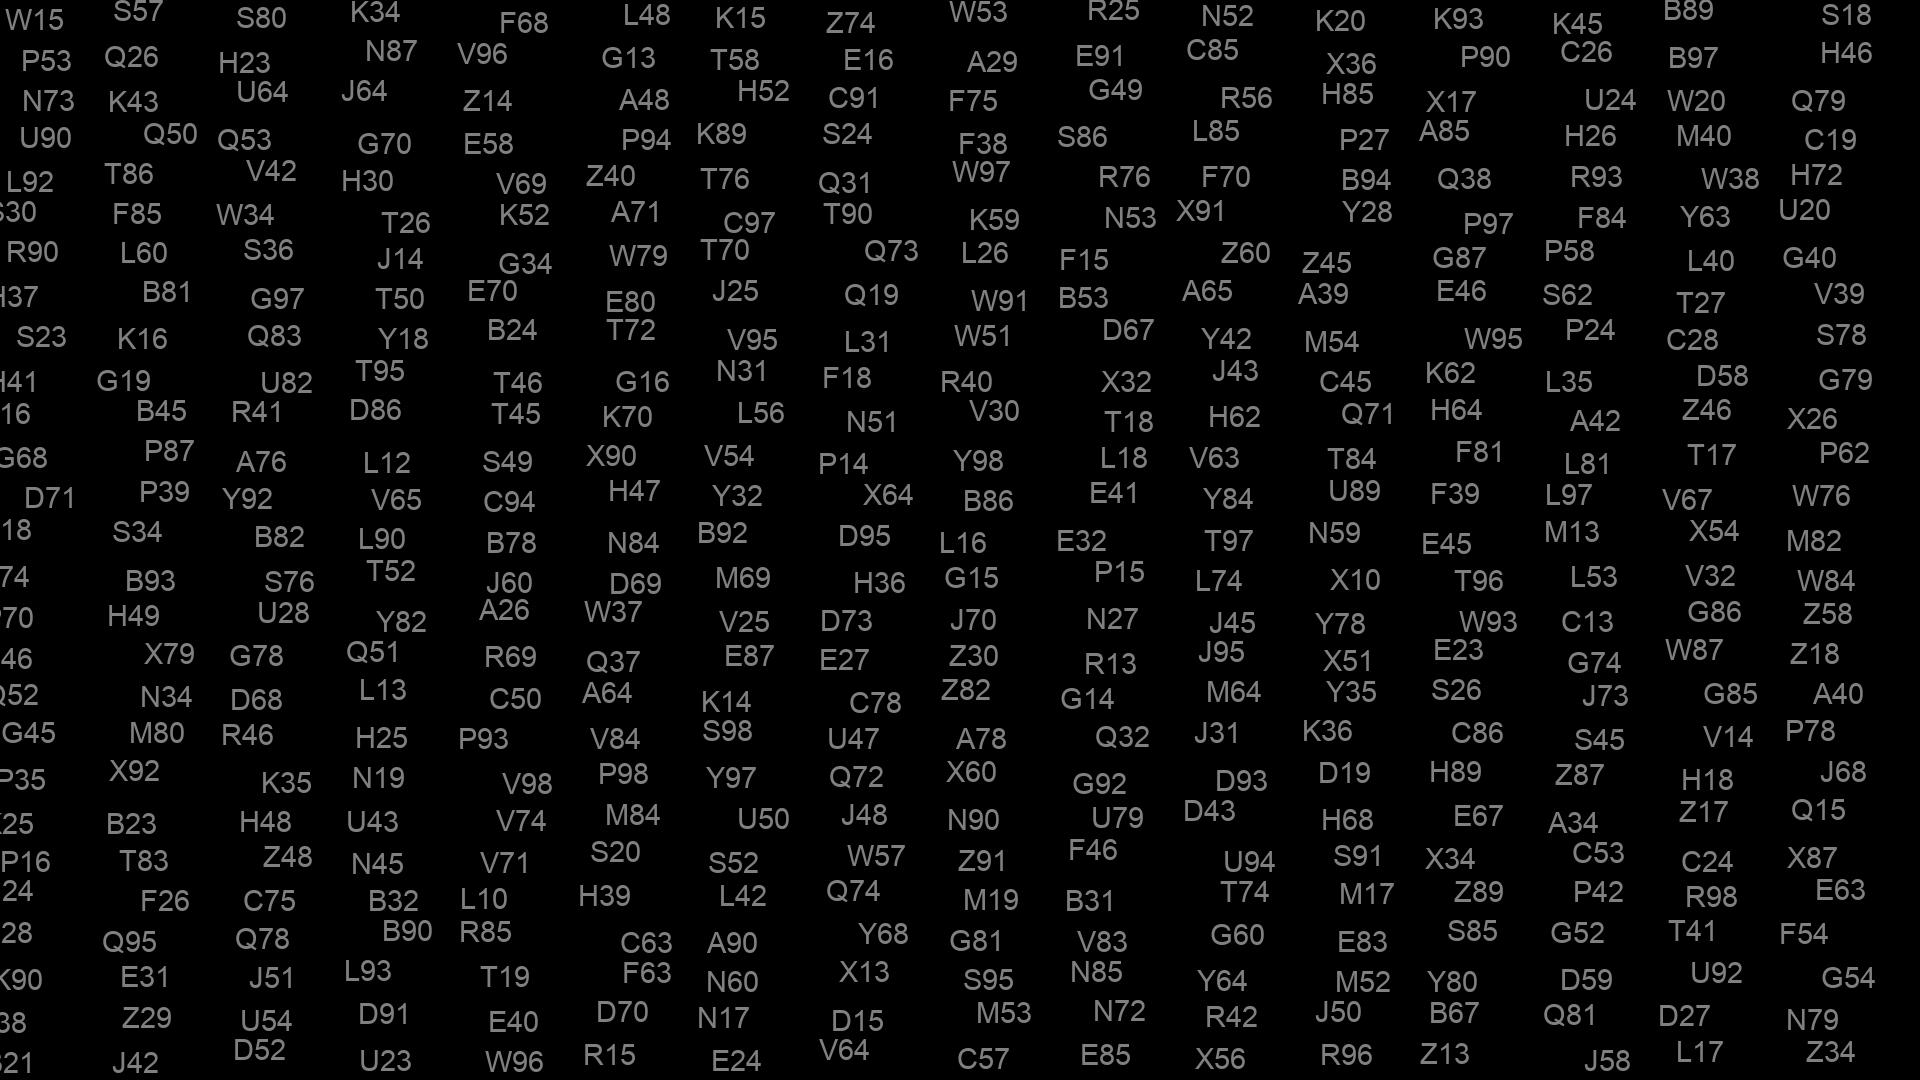 W15 S57 S80 K34 F68 L48 K15 Z74 W53 R25 N52 K20 K93 K45 B89 S18
P53 Q26 H23 N87 V96 G13 T58 E16 A29 E91 C85 X36 P90 C26 B97 H46
N73 K43 U64 J64 Z14 A48 H52 C91 F75 G49 R56 H85 X17 U24 W20 Q79
U90 Q50 Q53 G70 E58 P94 K89 S24 F38 S86 L85 P27 A85 H26 M40 C19
L92 T86 V42 H30 V69 Z40 T76 Q31 W97 R76 F70 B94 Q38 R93 W38 H72
S30 F85 W34 T26 K52 A71 C97 T90 K59 N53 X91 Y28 P97 F84 Y63 U20
R90 L60 S36 J14 G34 W79 T70 Q73 L26 F15 Z60 Z45 G87 P58 L40 G40
H37 B81 G97 T50 E70 E80 J25 Q19 W91 B53 A65 A39 E46 S62 T27 V39
S23 K16 Q83 Y18 B24 T72 V95 L31 W51 D67 Y42 M54 W95 P24 C28 S78
H41 G19 U82 T95 T46 G16 N31 F18 R40 X32 J43 C45 K62 L35 D58 G79
16 B45 R41 D86 T45 K70 L56 N51 V30 T18 H62 Q71 H64 A42 Z46 X26
G68 P87 A76 L12 S49 X90 V54 P14 Y98 L18 V63 T84 F81 L81 T17 P62
D71 P39 Y92 V65 C94 H47 Y32 X64 B86 E41 Y84 U89 F39 L97 V67 W76
18 S34 B82 L90 B78 N84 B92 D95 L16 E32 T97 N59 E45 M13 X54 M82
74 B93 S76 T52 J60 D69 M69 H36 G15 P15 L74 X10 T96 L53 V32 W84
P70 H49 U28 Y82 A26 W37 V25 D73 J70 N27 J45 Y78 W93 C13 G86 Z58
46 X79 G78 Q51 R69 Q37 E87 E27 Z30 R13 J95 X51 E23 G74 W87 Z18
Q52 N34 D68 L13 C50 A64 K14 C78 Z82 G14 M64 Y35 S26 J73 G85 A40
G45 M80 R46 H25 P93 V84 S98 U47 A78 Q32 J31 K36 C86 S45 V14 P78
P35 X92 K35 N19 V98 P98 Y97 Q72 X60 G92 D93 D19 H89 Z87 H18 J68
25 B23 H48 U43 V74 M84 U50 J48 N90 U79 D43 H68 E67 A34 Z17 Q15
P16 T83 Z48 N45 V71 S20 S52 W57 Z91 F46 U94 S91 X34 C53 C24 X87
24 F26 C75 B32 L10 H39 L42 Q74 M19 B31 T74 M17 Z89 P42 R98 E63
28 Q95 Q78 B90 R85 C63 A90 Y68 G81 V83 G60 E83 S85 G52 T41 F54
K90 E31 J51 L93 T19 F63 N60 X13 S95 N85 Y64 M52 Y80 D59 U92 G54
38 Z29 U54 D91 E40 D70 N17 D15 M53 N72 R42 J50 B67 Q81 D27 N79
21 J42 D52 U23 W96 R15 E24 V64 C57 E85 X56 R96 Z13 J58 L17 Z34